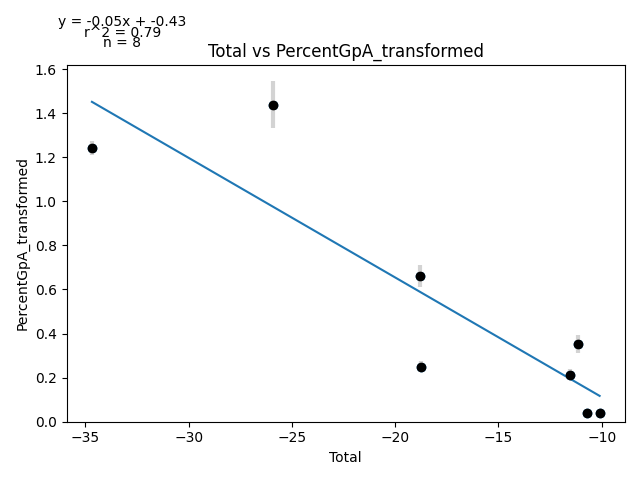 y = -0.05x + -0.43
r^2 = 0.79
n = 8
Total vs PercentGpA_transformed
PercentGpA_transformed
1.6
1.4
1.2
1.0
0.8
0.6
0.4
0.2
0.0
−35 −30 −25 −20 −15 −10
Total